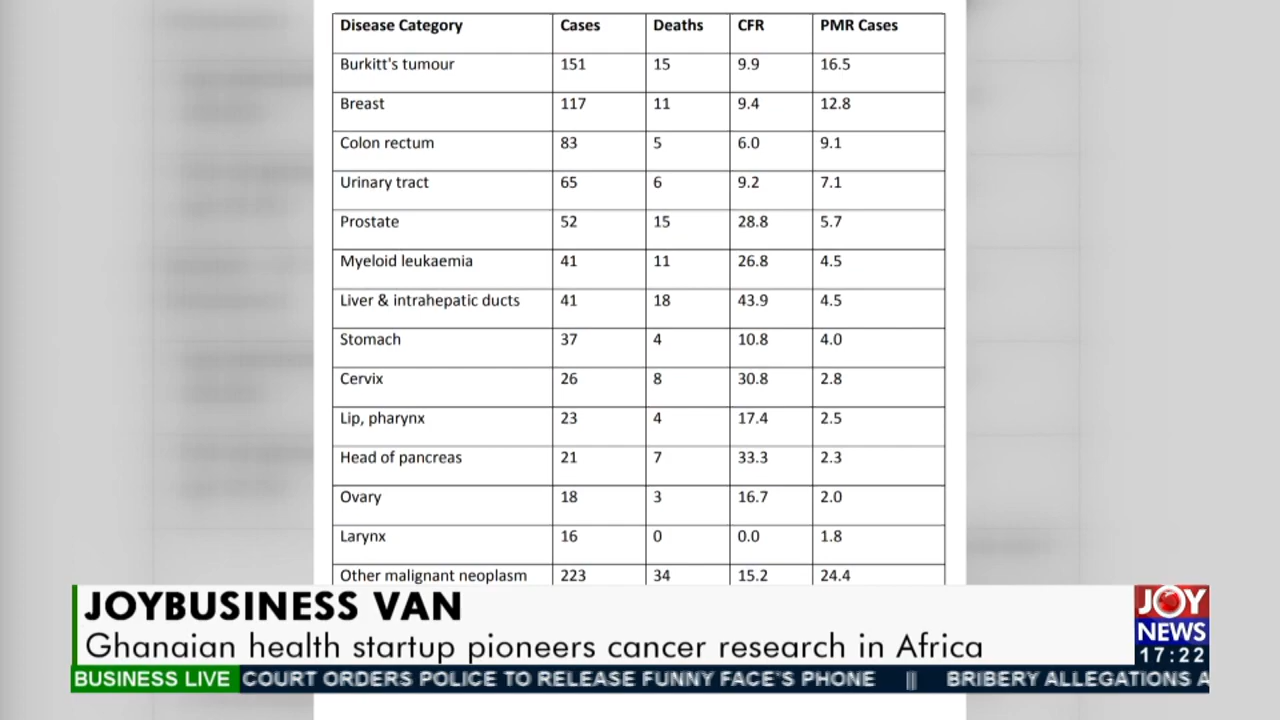 Disease Category Cases Deaths CFR PMR Cases
Burkitt's tumour 151 15 9.9 16.5
Breast 117 11 9.4 12.8
Colon rectum 83 5 6.0 9.1
Urinary tract 65 6 9.2 7.1
Prostate 52 15 28.8 5.7
Myeloid leukaemia 41 11 26.8 4.5
Liver & intrahepatic ducts 41 18 43.9 4.5
Stomach 37 4 10.8 4.0
Cervix 26 8 30.8 2.8
Lip, pharynx 23 4 17.4 2.5
Head of pancreas 21 7 33.3 2.3
Ovary 18 3 16.7 2.0
Larynx 16 0 0.0 1.8
Other malignant neoplasm 223 34 15.2 24.4
JOYBUSINESS VAN
Ghanaian health startup pioneers cancer research in Africa
JOY
NEWS
17:22
BUSINESS LIVE COURT ORDERS POLICE TO RELEASE FUNNY FACE'S PHONE || BRIBERY ALLEGATIONS A